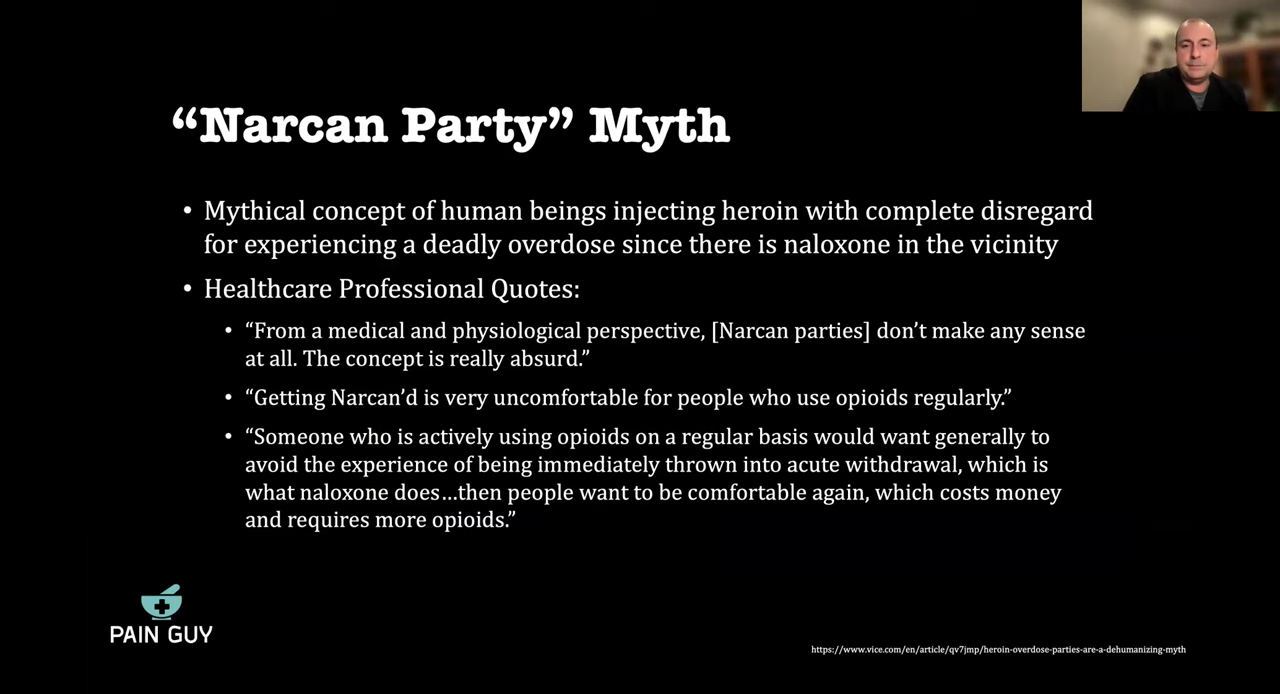 “Narcan Party” Myth
• Mythical concept of human beings injecting heroin with complete disregard
for experiencing a deadly overdose since there is naloxone in the vicinity
• Healthcare Professional Quotes:
• “From a medical and physiological perspective, [Narcan parties] don’t make any sense
at all. The concept is really absurd.”
• “Getting Narcan’d is very uncomfortable for people who use opioids regularly.”
• “Someone who is actively using opioids on a regular basis would want generally to
avoid the experience of being immediately thrown into acute withdrawal, which is
what naloxone does…then people want to be comfortable again, which costs money
and requires more opioids.”
PAIN GUY
https://www.vice.com/en/article/qv7jmp/heroin-overdose-parties-are-a-dehumanizing-myth